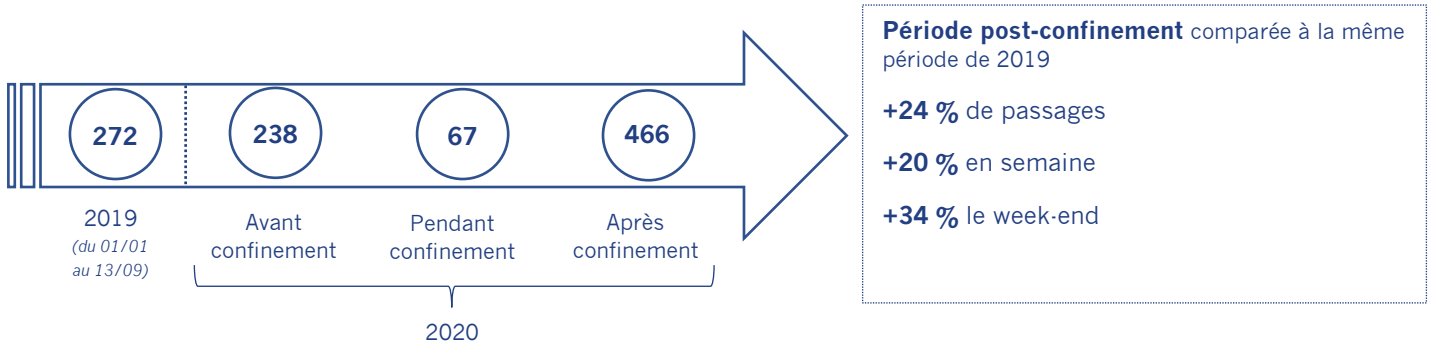 272
238
67
466
2019
(du 01/01
au 13/09)
Avant
confinement
Pendant
confinement
Après
confinement
2020
Période post-confinement comparée à la même
période de 2019
+24 % de passages
+20 % en semaine
+34 % le week-end